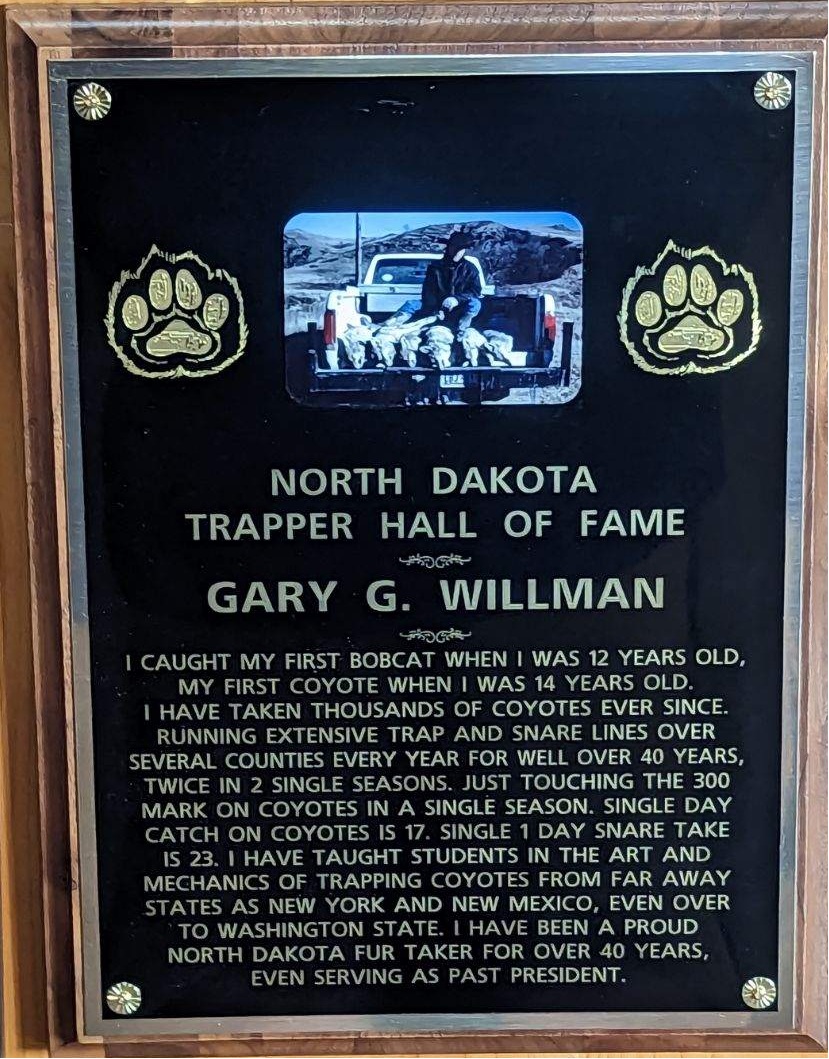 NORTH DAKOTA
TRAPPER HALL OF FAME
GARY G. WILLMAN
I CAUGHT MY FIRST BOBCAT WHEN I WAS 12 YEARS OLD,
MY FIRST COYOTE WHEN I WAS 14 YEARS OLD.
I HAVE TAKEN THOUSANDS OF COYOTES EVER SINCE.
RUNNING EXTENSIVE TRAP AND SNARE LINES OVER
SEVERAL COUNTIES EVERY YEAR FOR WELL OVER 40 YEARS,
TWICE IN 2 SINGLE SEASONS. JUST TOUCHING THE 300
MARK ON COYOTES IN A SINGLE SEASON. SINGLE DAY
CATCH ON COYOTES IS 17. SINGLE 1 DAY SNARE TAKE
IS 23. I HAVE TAUGHT STUDENTS IN THE ART AND
MECHANICS OF TRAPPING COYOTES FROM FAR AWAY
STATES AS NEW YORK AND NEW MEXICO, EVEN OVER
TO WASHINGTON STATE. I HAVE BEEN A PROUD
NORTH DAKOTA FUR TAKER FOR OVER 40 YEARS,
EVEN SERVING AS PAST PRESIDENT.